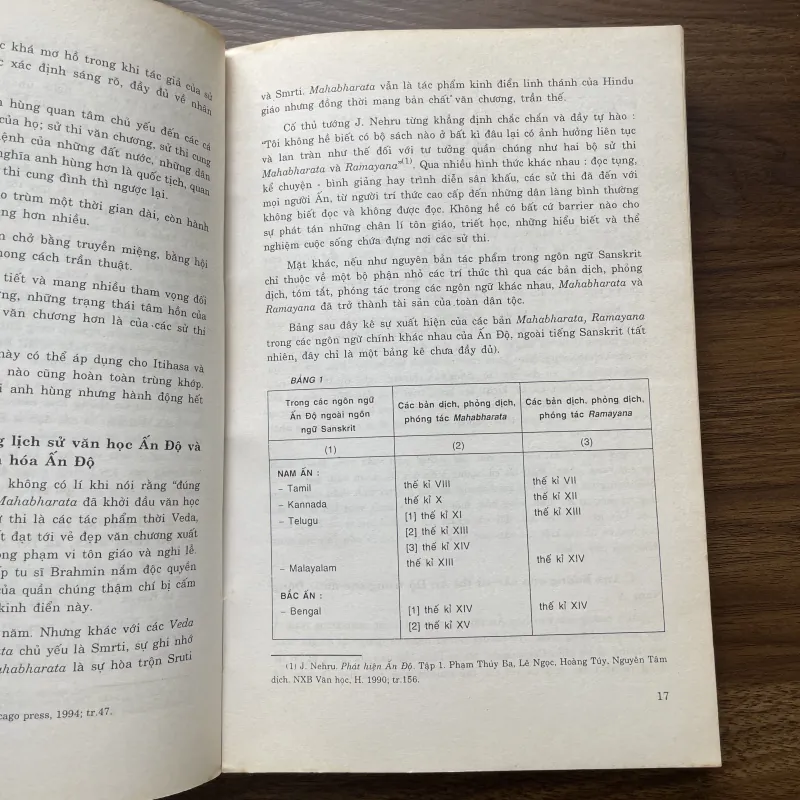 c khá mơ hồ trong khi tác giả của sử
c xác định sáng rõ, đầy đủ về nhân
n hùng quan tâm chủ yếu đến các cá
của họ; sử thi văn chương, sử thi cung
ệnh của những đất nước, những dân
nghĩa anh hùng hơn là quốc tịch, quan
thi cung đình thì ngược lại.
o trùm một thời gian dài, còn hành
ng hơn nhiều.
n chở bằng truyền miệng, bằng hội
hong cách trần thuật.
tiết và mang nhiều tham vọng đối
ng, những trạng thái tâm hồn của
văn chương hơn là của các sử thi
này có thể áp dụng cho Itihasa và
nào cũng hoàn toàn trùng khớp.
i anh hùng nhưng hành động hết
g lịch sử văn học Ấn Độ và
n hóa Ấn Độ
không có lí khi nói rằng "đúng
Mahabharata đã khởi đầu văn học
ử thi là các tác phẩm thời Veda,
ất đạt tới vẻ đẹp văn chương xuất
ong phạm vi tôn giáo và nghi lễ.
ấp tu sĩ Brahmin nắm độc quyền
của quần chúng thậm chí bị cấm
kinh điển này.
năm. Nhưng khác với các Veda
ta chủ yếu là Smrti, sự ghi nhớ
ahabharata là sự hòa trộn Sruti
cago press, 1994; tr.47.
và Smrti. Mahabharata vẫn là tác phẩm kinh điển linh thánh của Hindu
giáo nhưng đồng thời mang bản chất văn chương, trần thế.
Cố thủ tướng J. Nehru từng khẳng định chắc chắn và đầy tự hào :
"Tôi không hề biết có bộ sách nào ở bất kì đâu lại có ảnh hưởng liên tục
và lan tràn như thế đối với tư tưởng quần chúng như hai bộ sử thi
Mahabharata và Ramayana"(1). Qua nhiều hình thức khác nhau : đọc tụng,
kể chuyện - bình giảng hay trình diễn sân khấu, các sử thi đã đến với
mọi người Ấn, từ người trí thức cao cấp đến những dân làng bình thường
không biết đọc và không được đọc. Không hề có bất cứ barrier nào cho
sự phát tán những chân lí tôn giáo, triết học, những hiểu biết và thể
nghiệm cuộc sống chứa đựng nơi các sử thi.
Mặt khác, nếu như nguyên bản tác phẩm trong ngôn ngữ Sanskrit
chỉ thuộc về một bộ phận nhỏ các trí thức thì qua các bản dịch, phỏng
dịch, tóm tắt, phóng tác trong các ngôn ngữ khác nhau, Mahabharata và
Ramayana đã trở thành tài sản của toàn dân tộc.
Bảng sau đây kê sự xuất hiện của các bản Mahabharata, Ramayana
trong các ngôn ngữ chính khác nhau của Ấn Độ, ngoài tiếng Sanskrit (tất
nhiên, đây chỉ là một bảng kê chưa đầy đủ).
BẢNG 1
Trong các ngôn ngữ
Ấn Độ ngoài ngôn
ngữ Sanskrit
Các bản dịch, phỏng dịch,
phóng tác Mahabharata
Các bản dịch, phỏng dịch,
phóng tác Ramayana
(1) (2) (3)
NAM ẤN :
– Tamil thế kỉ VIII thế kỉ VII
– Kannada thế kỉ X thế kỉ XII
– Telugu [1] thế kỉ XI thế kỉ XIII
[2] thế kỉ XIII
[3] thế kỉ XIV
– Malayalam thế kỉ XIII thế kỉ XIV
BẮC ẤN :
– Bengal [1] thế kỉ XIV thế kỉ XIV
[2] thế kỉ XV
(1) J. Nehru. Phát hiện Ấn Độ. Tập 1. Phạm Thúy Ba, Lê Ngọc, Hoàng Túy, Nguyễn Tâm
dịch. NXB Văn học, H. 1990; tr.156.
17